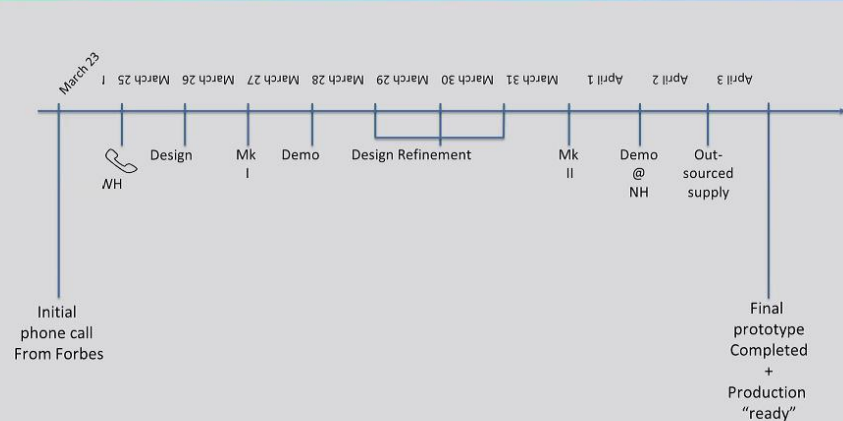 March 23
March 25
March 26
March 27
March 28
March 29
March 30
March 31
April 1
April 2
April 3
NH
Design
Mk
I
Demo
Design Refinement
Mk
II
Demo
@
NH
Out-
sourced
supply
Initial
phone call
From Forbes
Final
prototype
Completed
+
Production
“ready”